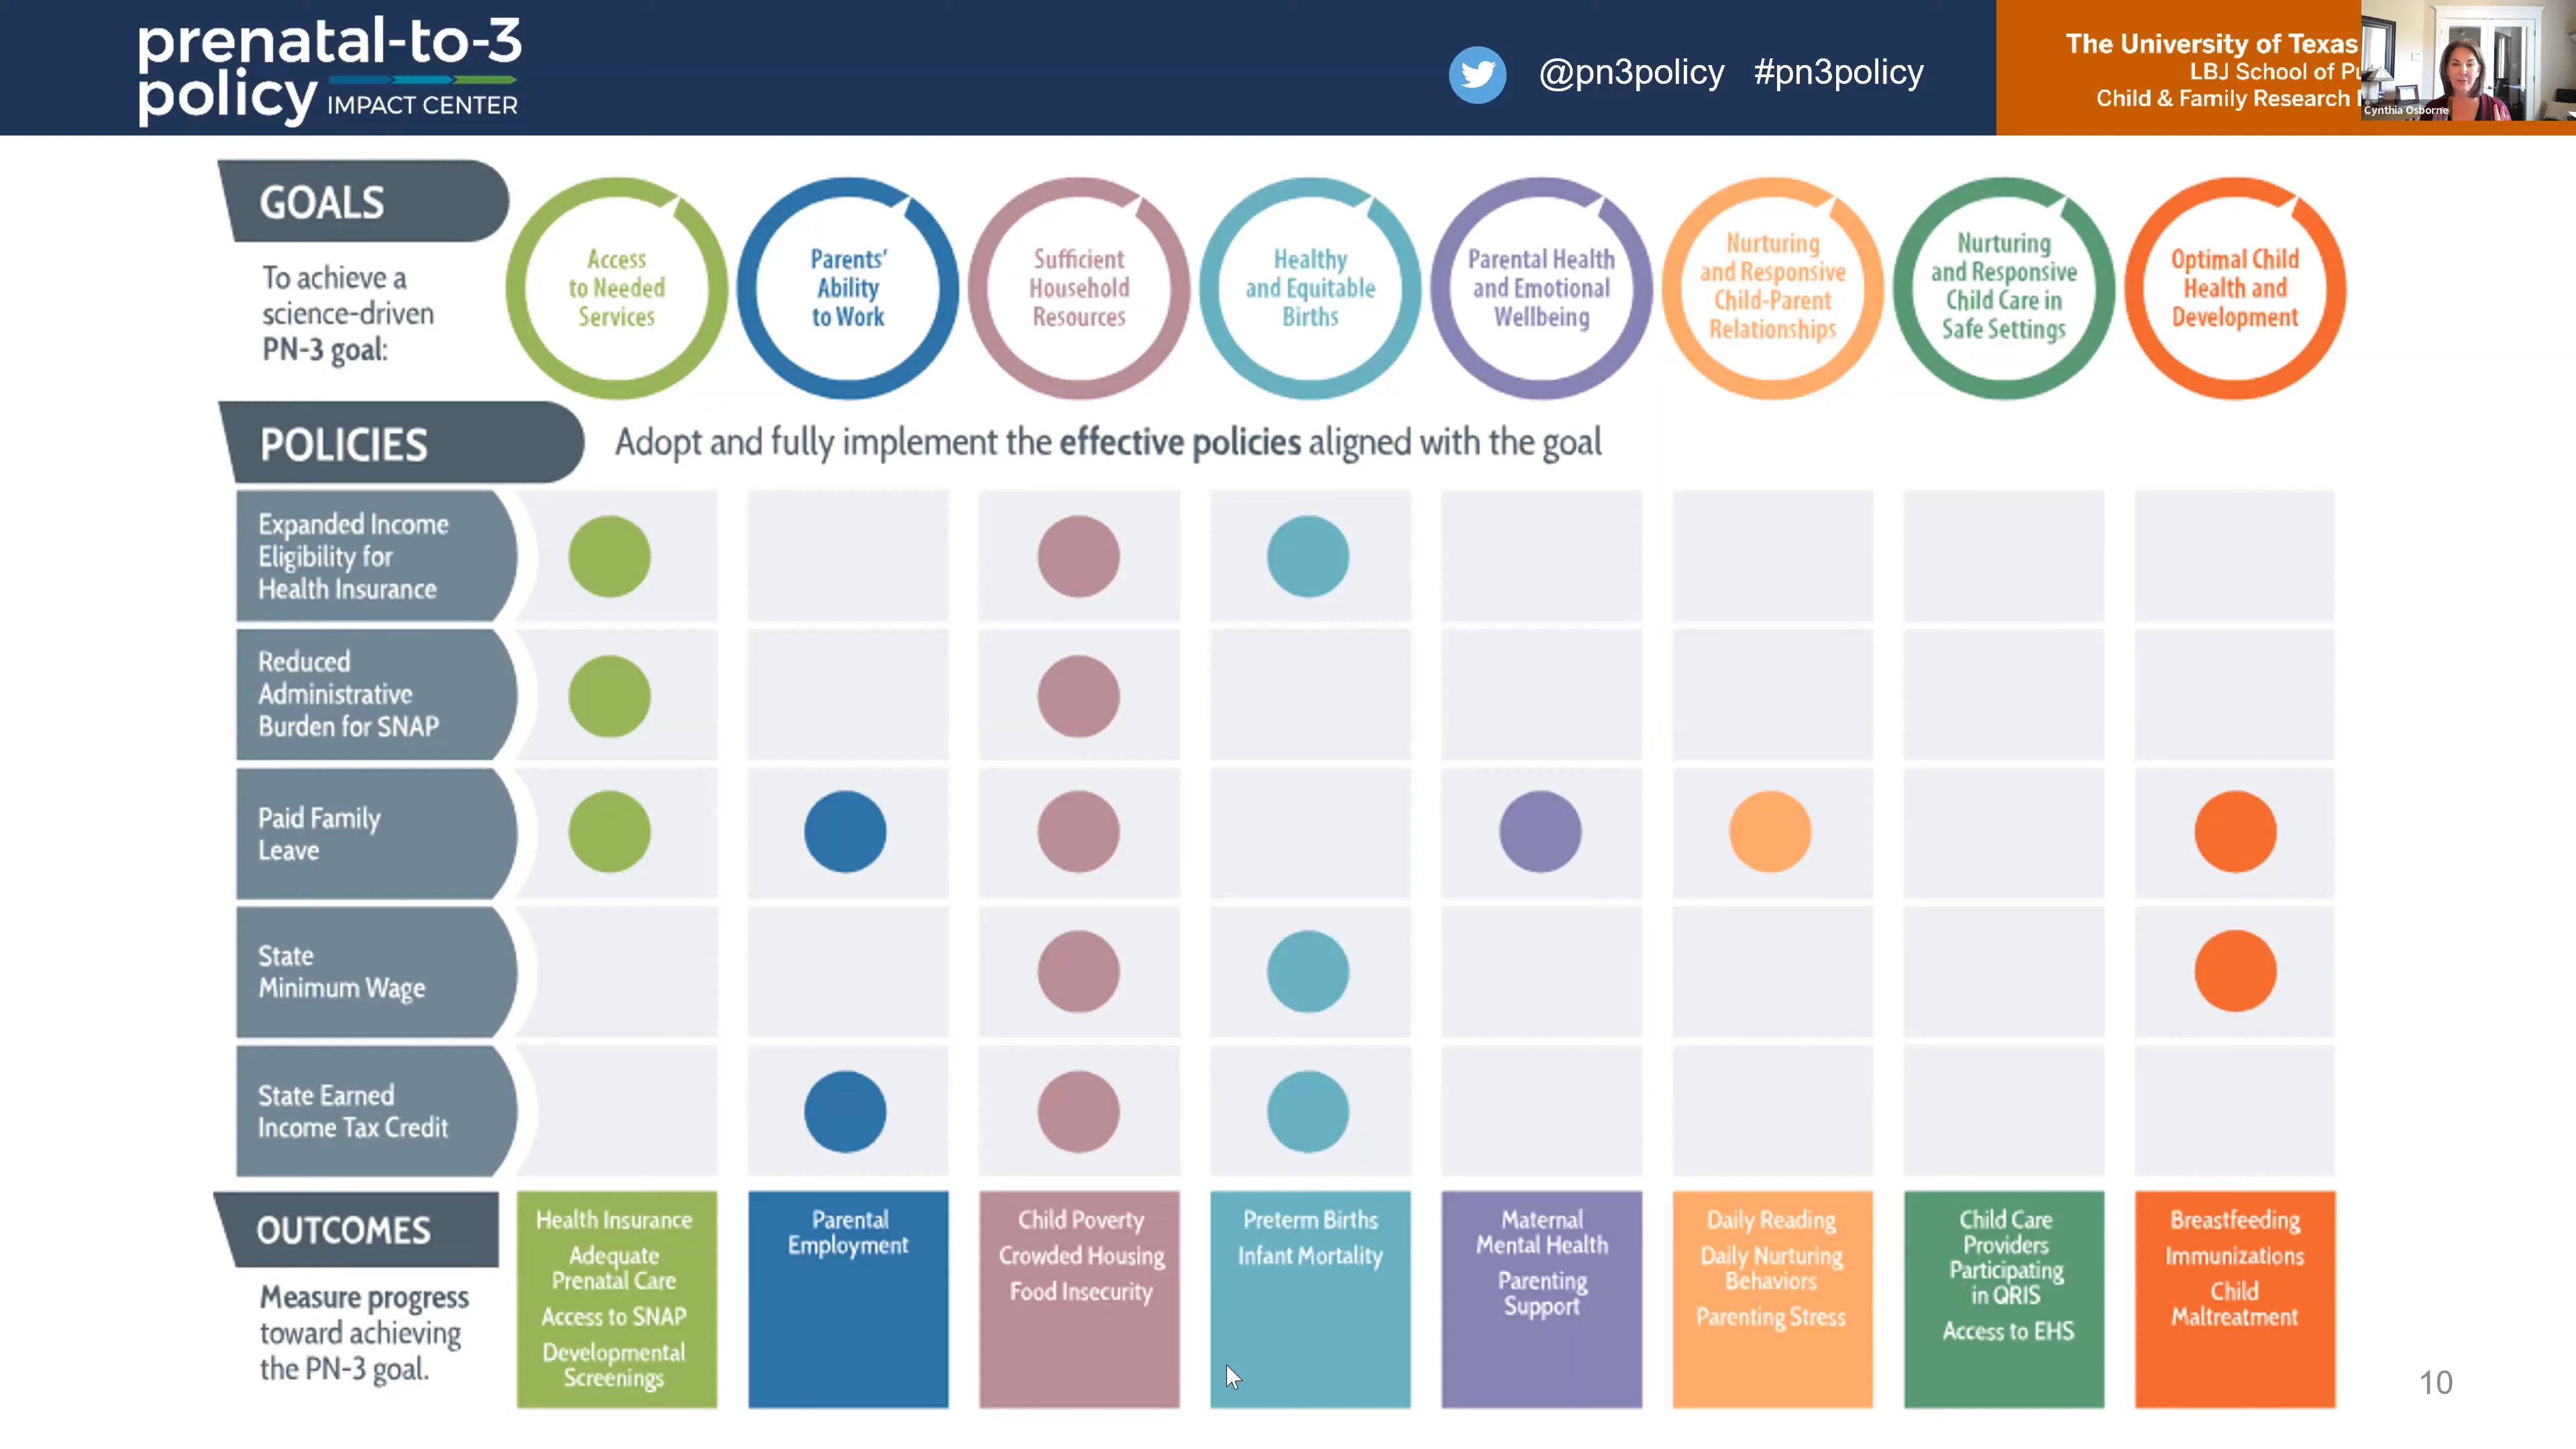 prenatal-to-3
policy IMPACT CENTER
@pn3policy #pn3policy
The University of Texas
LBJ School of
Child & Family Research
Cynthia Osborne
GOALS
To achieve a
science-driven
PN-3 goal:
Access
to Needed
Services
Parents'
Ability
to Work
Sufficient
Household
Resources
Healthy
and Equitable
Births
Parental Health
and Emotional
Wellbeing
Nurturing
and Responsive
Child-Parent
Relationships
Nurturing
and Responsive
Child Care in
Safe Settings
Optimal Child
Health and
Development
POLICIES
Adopt and fully implement the effective policies aligned with the goal
Expanded Income
Eligibility for
Health Insurance
Reduced
Administrative
Burden for SNAP
Paid Family
Leave
State
Minimum Wage
State Earned
Income Tax Credit
OUTCOMES
Measure progress
toward achieving
the PN-3 goal.
Health Insurance
Adequate
Prenatal Care
Access to SNAP
Developmental
Screenings
Parental
Employment
Child Poverty
Crowded Housing
Food Insecurity
Preterm Births
Infant Mortality
Maternal
Mental Health
Parenting
Support
Daily Reading
Daily Nurturing
Behaviors
Parenting Stress
Child Care
Providers
Participating
in QRIS
Access to EHS
Breastfeeding
Immunizations
Child
Maltreatment
10